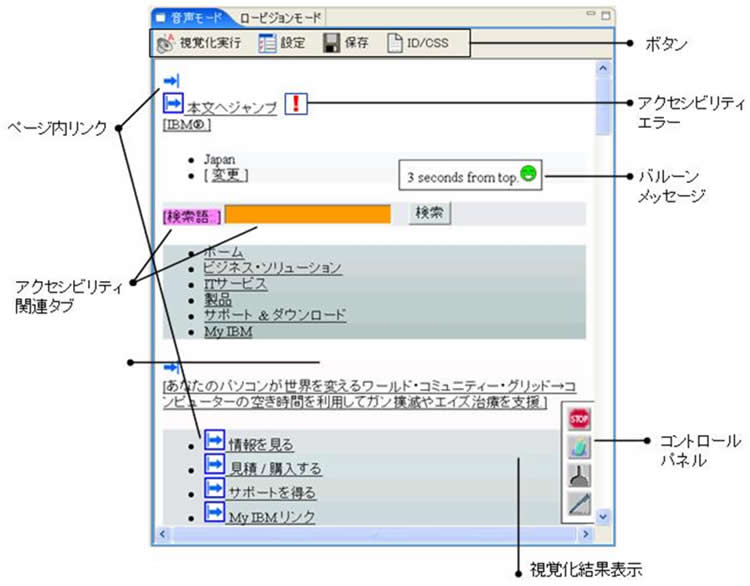 音声モード ロービジョンモード
視覚化実行 設定 保存 ID/CSS
ボタン
本文へジャンプ !
アクセシビリティ
エラー
ページ内リンク
[IBM®]
Japan
[ 変更 ]
3 seconds from top.
バルーン
メッセージ
[検索語:] 検索
アクセシビリティ
関連タブ
ホーム
ビジネス・ソリューション
ITサービス
製品
サポート & ダウンロード
My IBM
[あなたのパソコンが世界を変えるワールド・コミュニティー・グリッド→コ
ンピューターの空き時間を利用してガン撲滅やエイズ治療を支援 ]
STOP
コントロール
パネル
情報を見る
見積 / 購入する
サポートを得る
My IBM リンク
視覚化結果表示